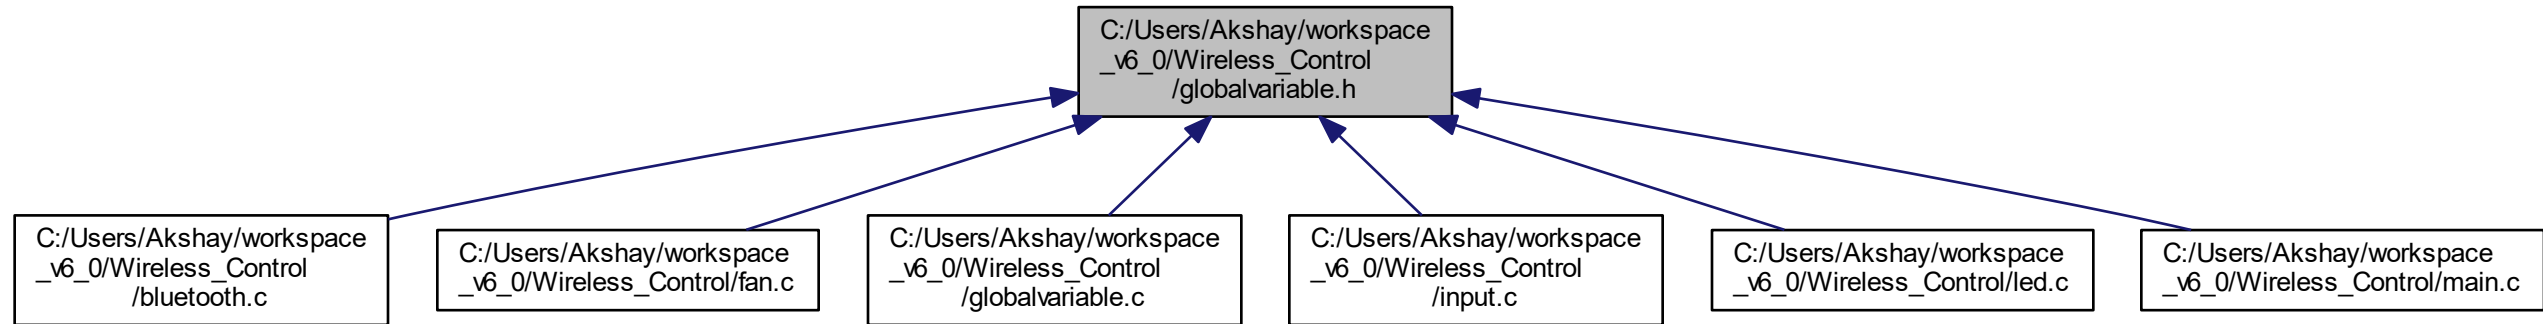 C:/Users/Akshay/workspace
_v6_0/Wireless_Control
/globalvariable.h
C:/Users/Akshay/workspace
_v6_0/Wireless_Control
/bluetooth.c
C:/Users/Akshay/workspace
_v6_0/Wireless_Control/fan.c
C:/Users/Akshay/workspace
_v6_0/Wireless_Control
/globalvariable.c
C:/Users/Akshay/workspace
_v6_0/Wireless_Control
/input.c
C:/Users/Akshay/workspace
_v6_0/Wireless_Control/led.c
C:/Users/Akshay/workspace
_v6_0/Wireless_Control/main.c